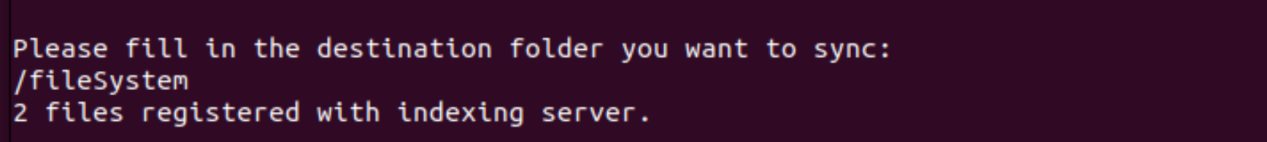 Please fill in the destination folder you want to sync:
/fileSystem
2 files registered with indexing server.